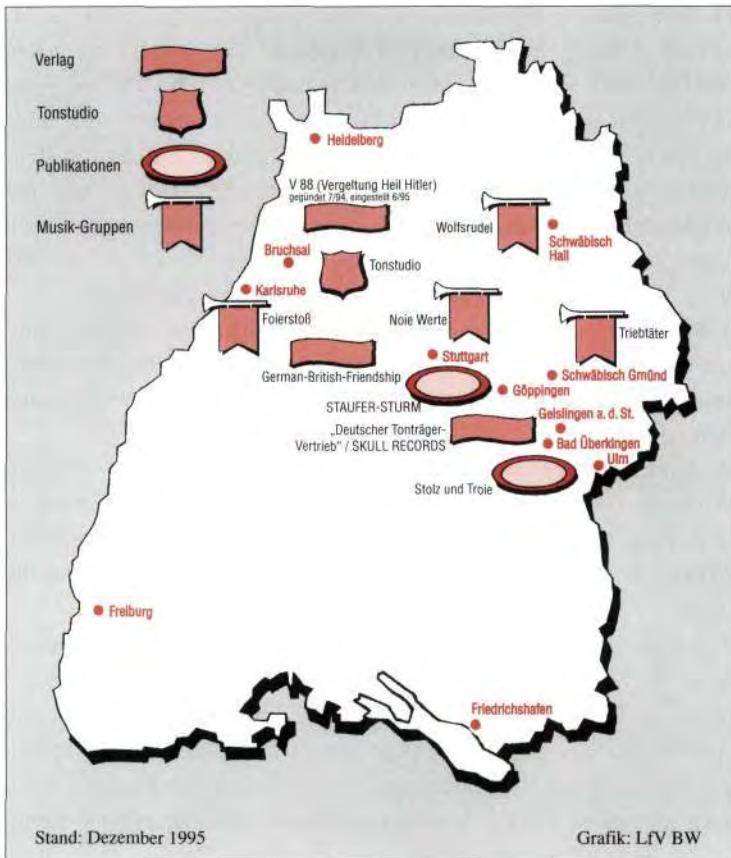 Verlag
Tonstudio
Publikationen
Musik-Gruppen
Heidelberg
V 88 (Vergeltung Heil Hitler)
gegündet 7/94, eingestellt 6/95
Wolfsrudel
Schwäbisch
Hall
Bruchsal
Tonstudio
Karlsruhe
Foierstoß
Noie Werte
Triebtäter
Stuttgart
German-British-Friendship
Schwäbisch Gmünd
Göppingen
STAUFER-STURM
Geislingen a. d. St.
„Deutscher Tonträger-
Vertrieb" / SKULL RECORDS
Bad Überkingen
Ulm
Stolz und Troie
Freiburg
Friedrichshafen
Stand: Dezember 1995
Grafik: LfV BW